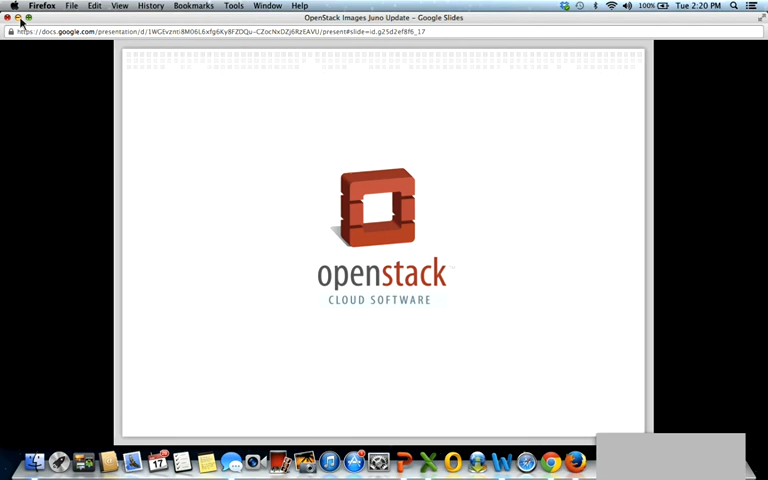 Firefox File Edit View History Bookmarks Tools Window Help 100% Tue 2:20 PM
OpenStack Images Juno Update - Google Slides
openstack
CLOUD SOFTWARE
17